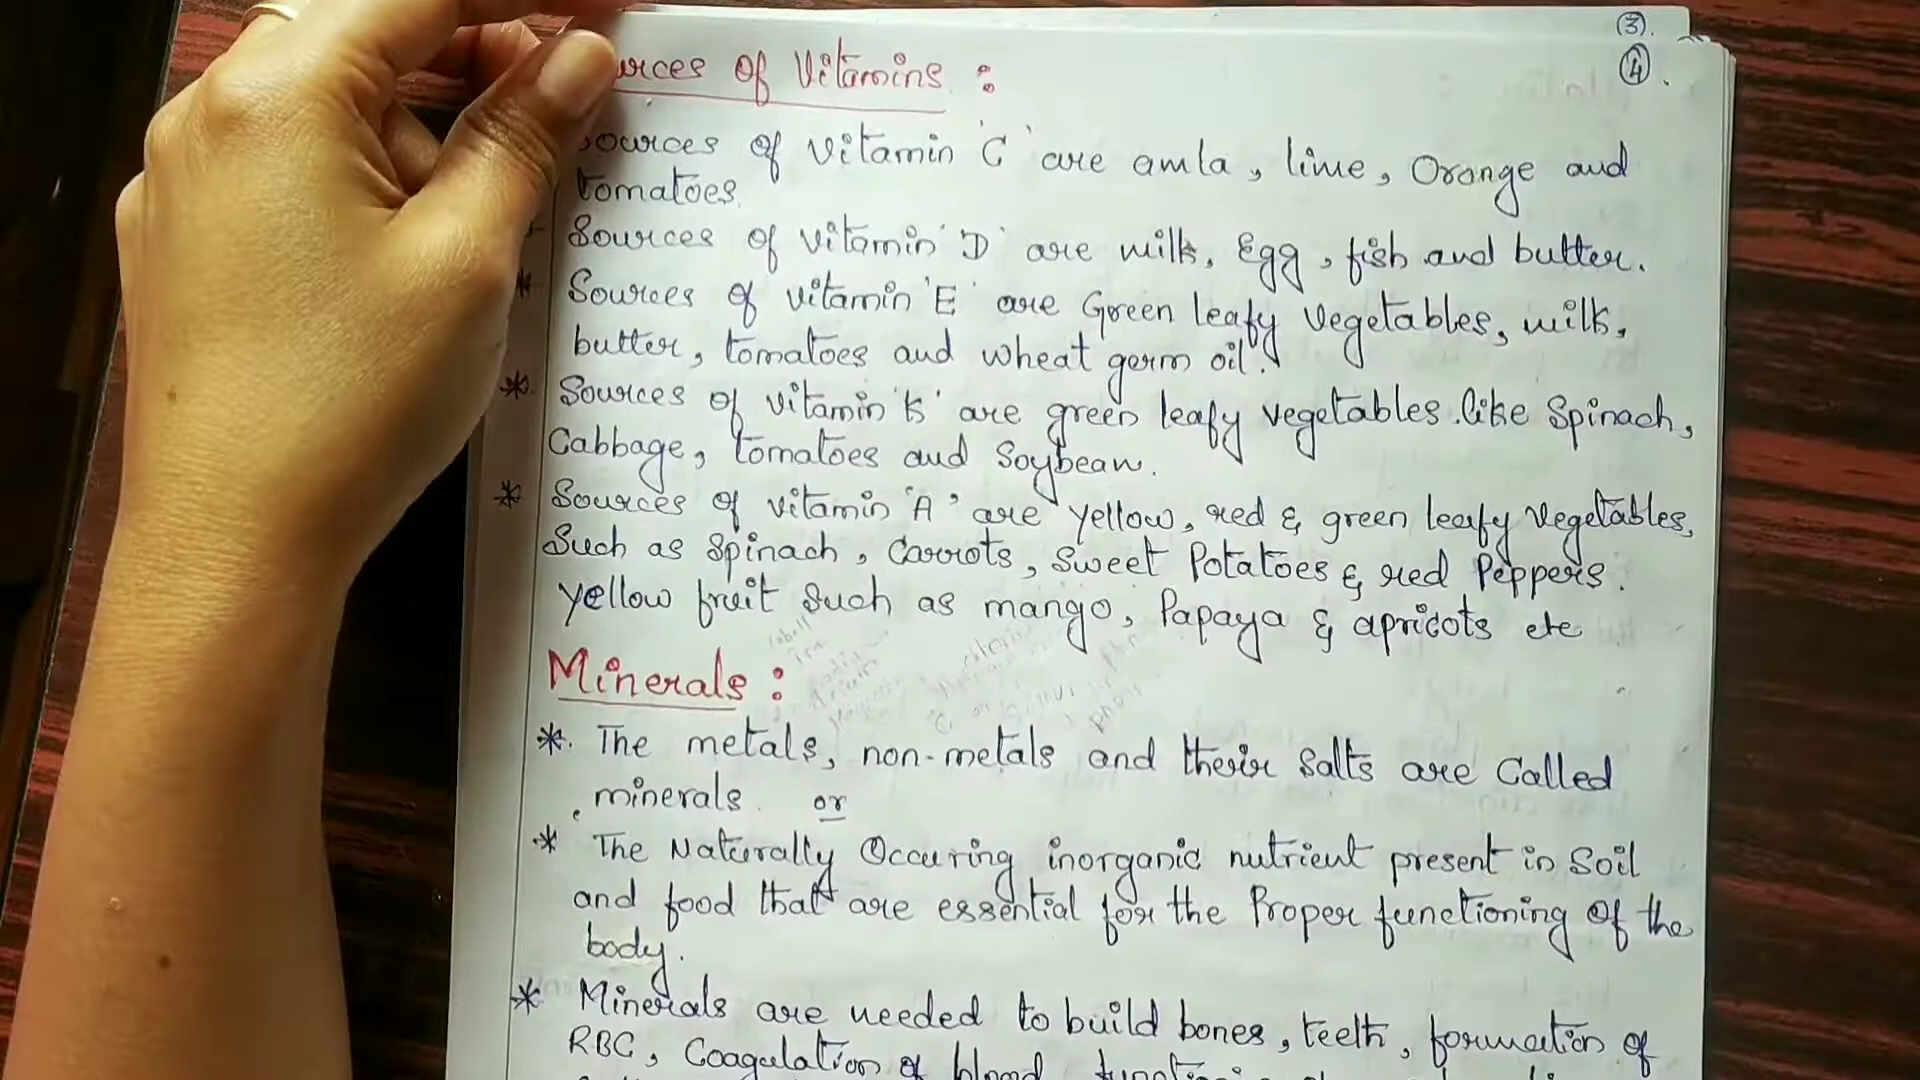 (3).
(4).
urces of Vitamins :
Sources of vitamin 'C' are amla, lime, Orange and
tomatoes.
Sources of vitamin 'D' are milk, Egg, fish and butter.
* Sources of vitamin 'E' are Green leafy vegetables, milk,
butter, tomatoes and wheat germ oil.
* Sources of vitamin 'K' are green leafy vegetables like Spinach,
Cabbage, tomatoes and Soybean.
* Sources of vitamin 'A' are yellow, red & green leafy vegetables,
Such as Spinach, Carrots, Sweet Potatoes & red Peppers.
yellow fruit Such as mango, Papaya & apricots etc
Minerals :
*. The metals, non-metals and their Salts are Called
minerals. or
* The Naturally Occuring inorganic nutrient present in Soil
and food that are essential for the Proper functioning of the
body.
* Minerals are needed to build bones, teeth, formation of
RBC, Coagulation of blood